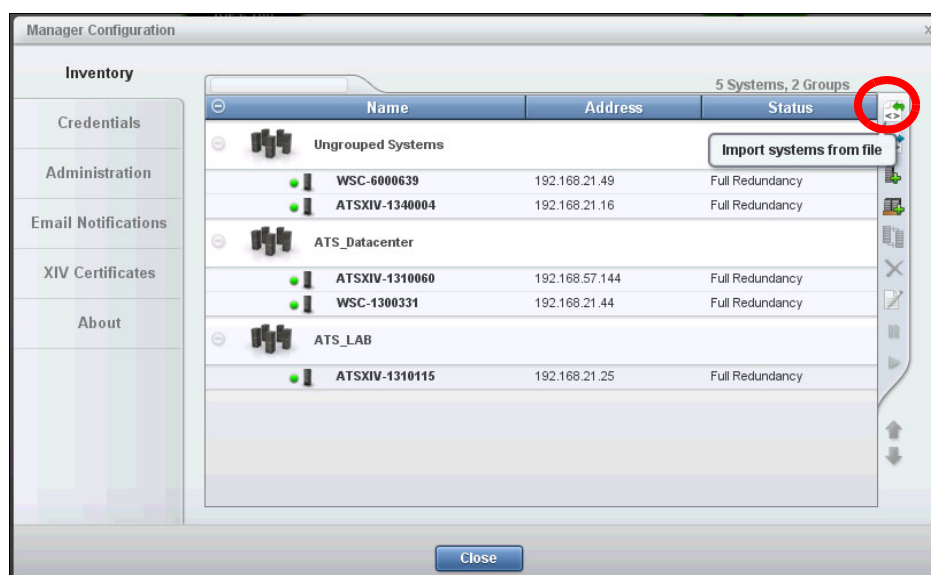 Manager Configuration
x
Inventory
Credentials
Administration
Email Notifications
XIV Certificates
About
5 Systems, 2 Groups
Name Address Status
Import systems from file
Ungrouped Systems
WSC-6000639 192.168.21.49 Full Redundancy
ATSXIV-1340004 192.168.21.16 Full Redundancy
ATS_Datacenter
ATSXIV-1310060 192.168.57.144 Full Redundancy
WSC-1300331 192.168.21.44 Full Redundancy
ATS_LAB
ATSXIV-1310115 192.168.21.25 Full Redundancy
Close